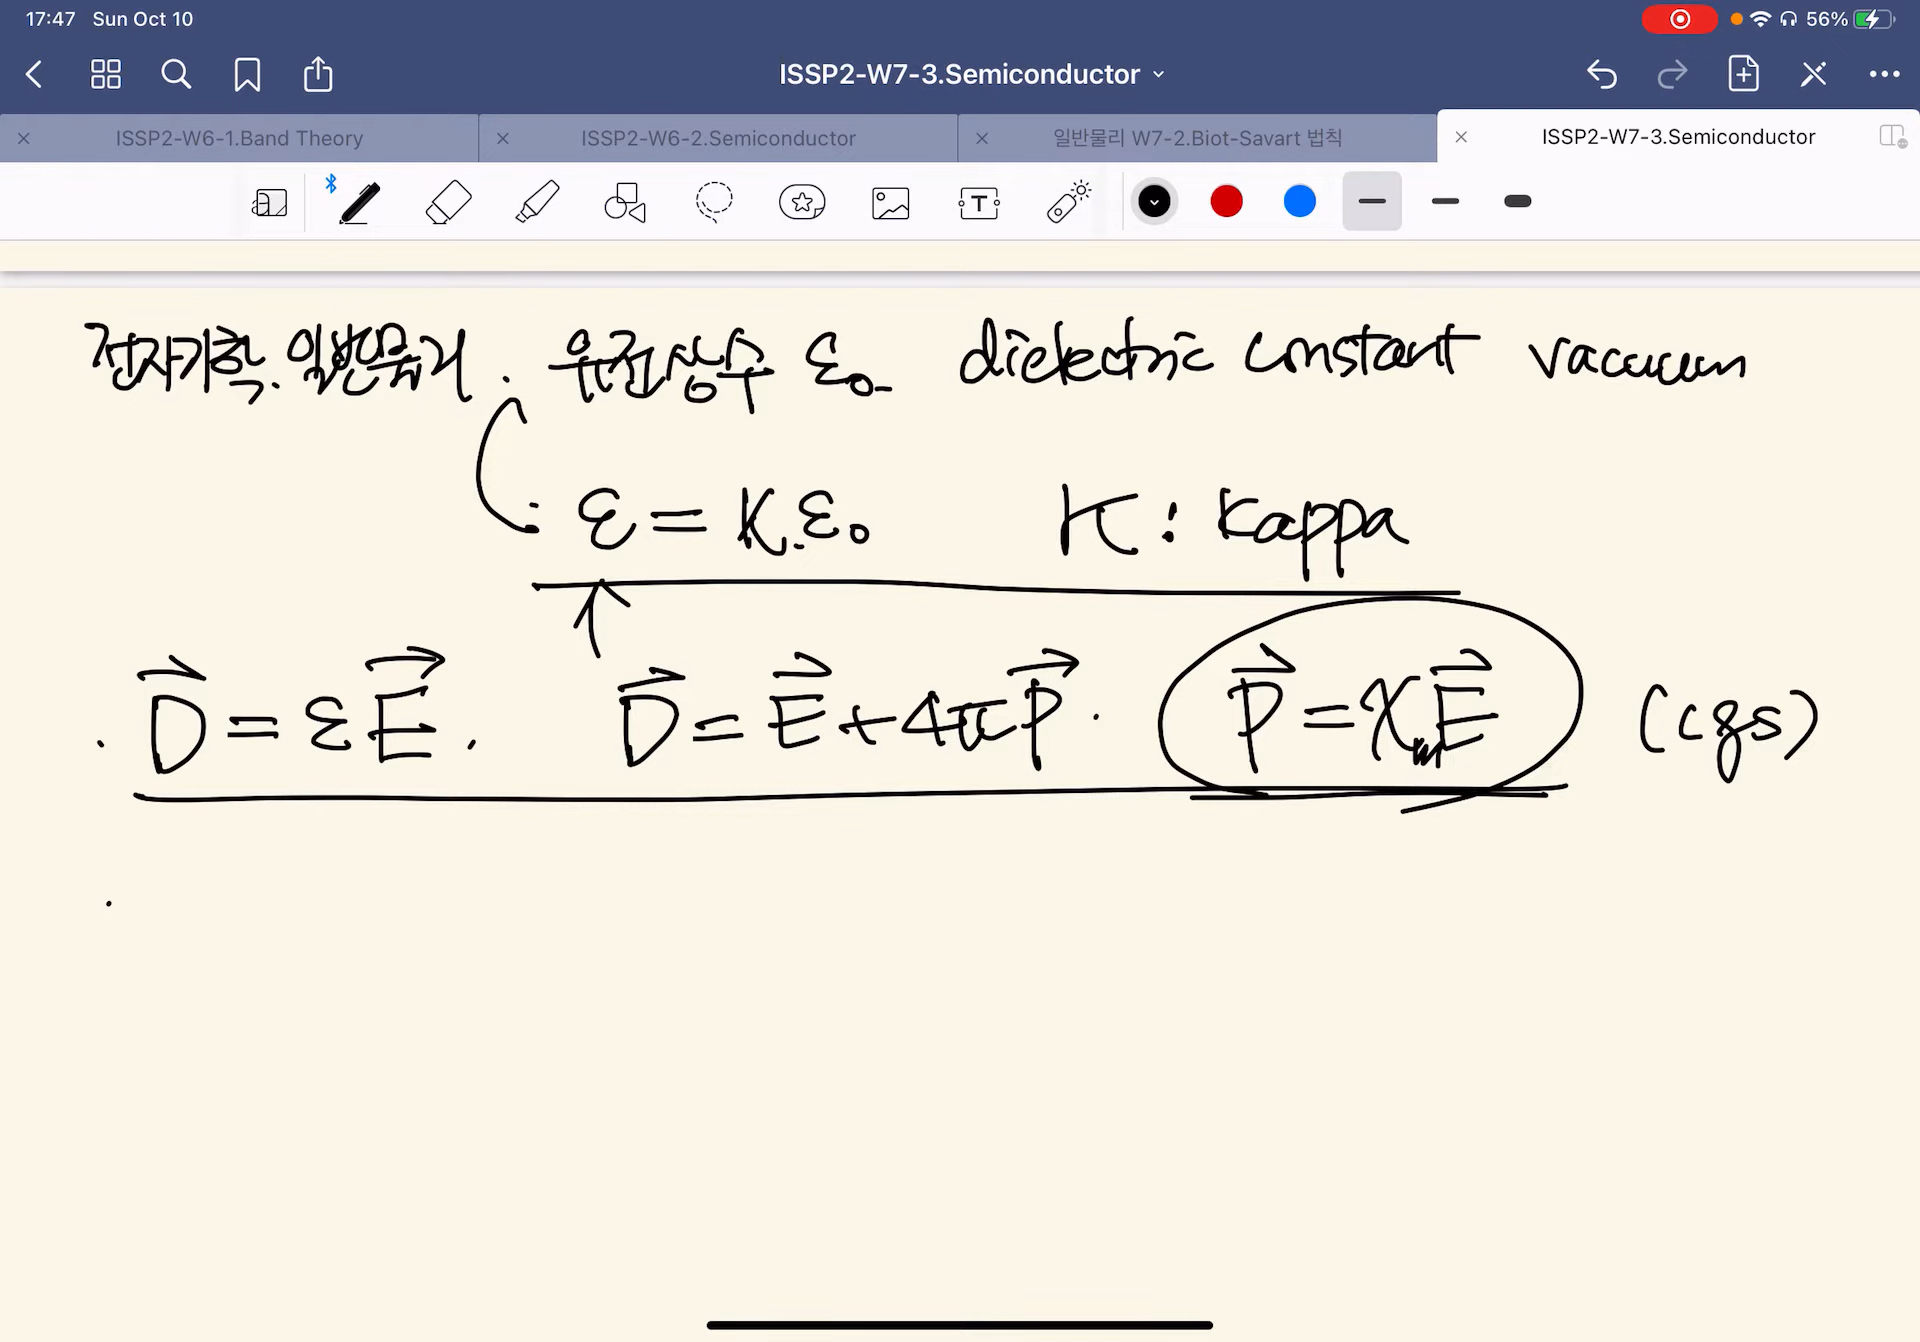 17:47 Sun Oct 10 56%
ISSP2-W7-3.Semiconductor
ISSP2-W6-1.Band Theory ISSP2-W6-2.Semiconductor 일반물리 W7-2.Biot-Savart 법칙 ISSP2-W7-3.Semiconductor
T
전자기학. 일반물리. 유전상수 ε₀ dielectric constant vacuum
: ε = K.ε₀ K : Kappa
. D⃗ = εE⃗. D⃗ = E⃗ + 4πP⃗. P⃗ = χE⃗ (cgs)
.